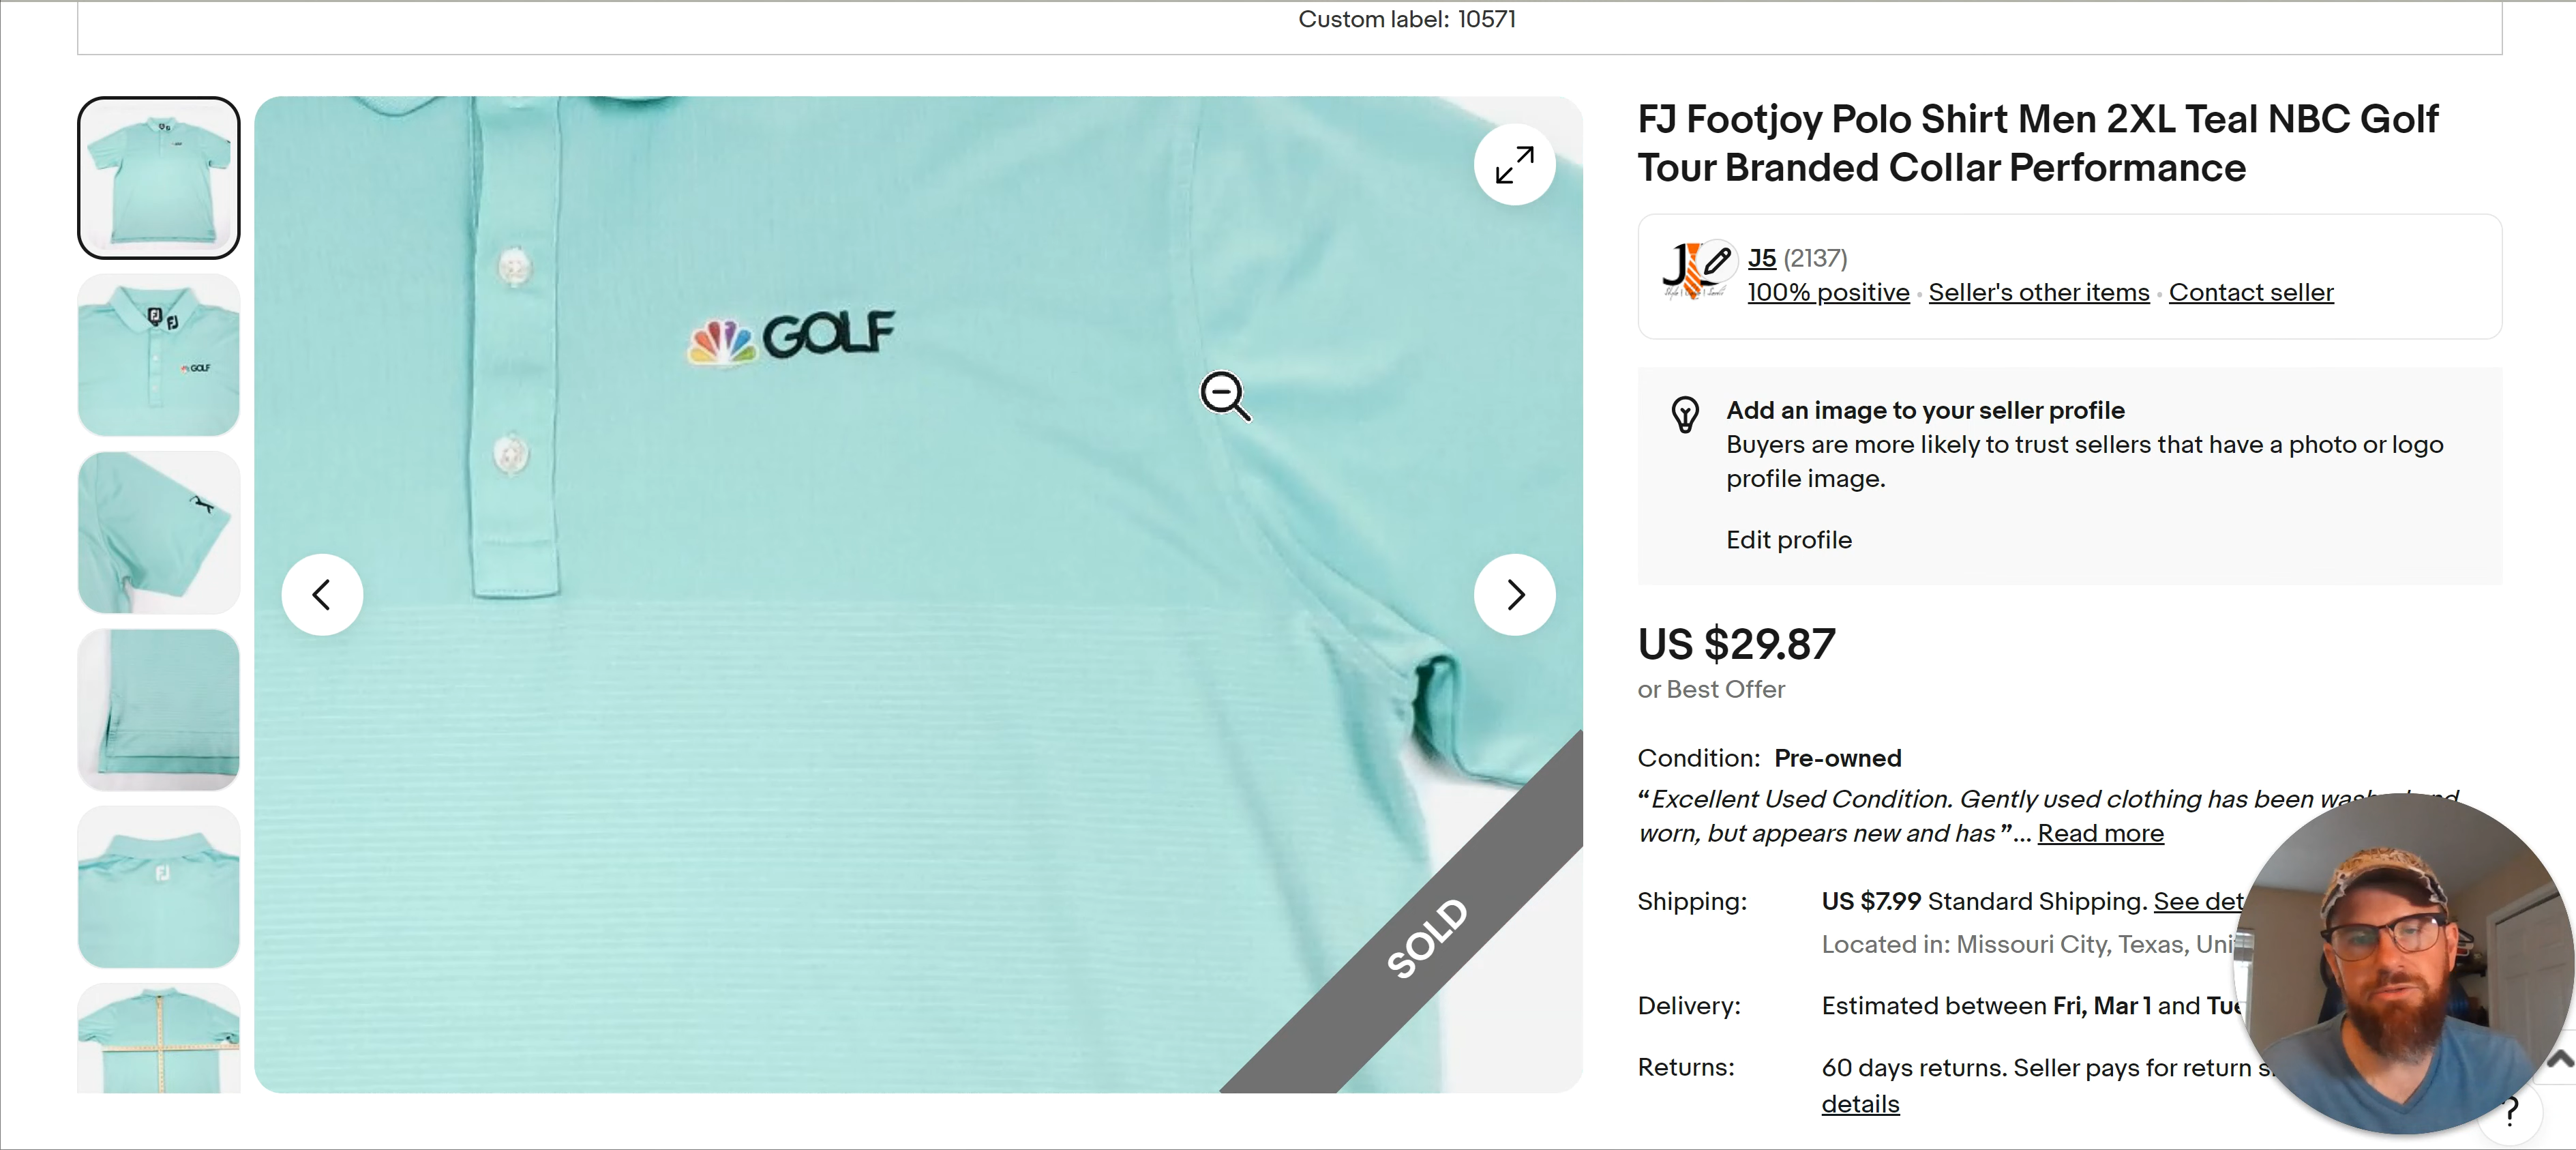 Custom label: 10571
FJ Footjoy Polo Shirt Men 2XL Teal NBC Golf
Tour Branded Collar Performance
J5 (2137)
100% positive • Seller's other items • Contact seller
Add an image to your seller profile
Buyers are more likely to trust sellers that have a photo or logo
profile image.
Edit profile
US $29.87
or Best Offer
Condition: Pre-owned
“Excellent Used Condition. Gently used clothing has been
worn, but appears new and has ”... Read more
Shipping: US $7.99 Standard Shipping. See
Located in: Missouri City, Texas,
Delivery: Estimated between Fri, Mar 1 and
Returns: 60 days returns. Seller pays for return
details
GOLF
SOLD
FJ
FJ
GOLF
FJ
?